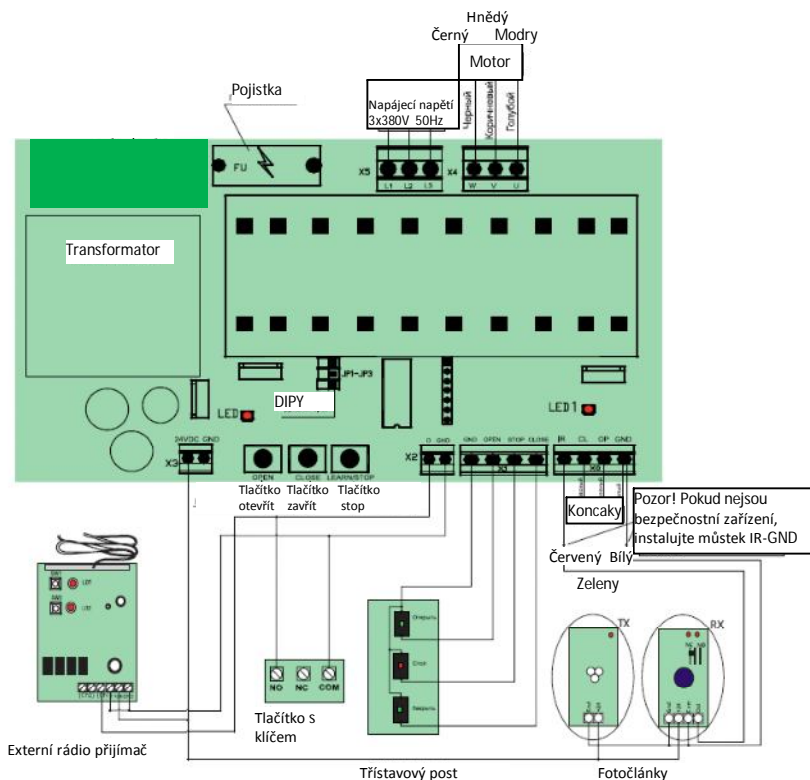 Hnědý
Černý
Modry
Motor
Pojistka
Napájecí napětí
3x380V 50Hz
Черный
Коричневый
Голубой
FU
X5
L1 L2 L3
X4
W V U
Transformator
JP1-JP3
DIPY
LED
LED1
24VDC GND
X3
OPEN
CLOSE
LEARN/STOP
X2
O GND
GND OPEN STOP CLOSE
IR CL OP GND
Tlačítko
otevřít
Tlačítko
zavřít
Tlačítko
stop
Koncaky
Pozor! Pokud nejsou
bezpečnostní zařízení,
instalujte můstek IR-GND
Červený Bílý
Zeleny
TX
RX
Открыть
Стоп
Закрыть
NO NC COM
Tlačítko s
klíčem
Externí rádio přijímač
Třístavový post
Fotočlánky